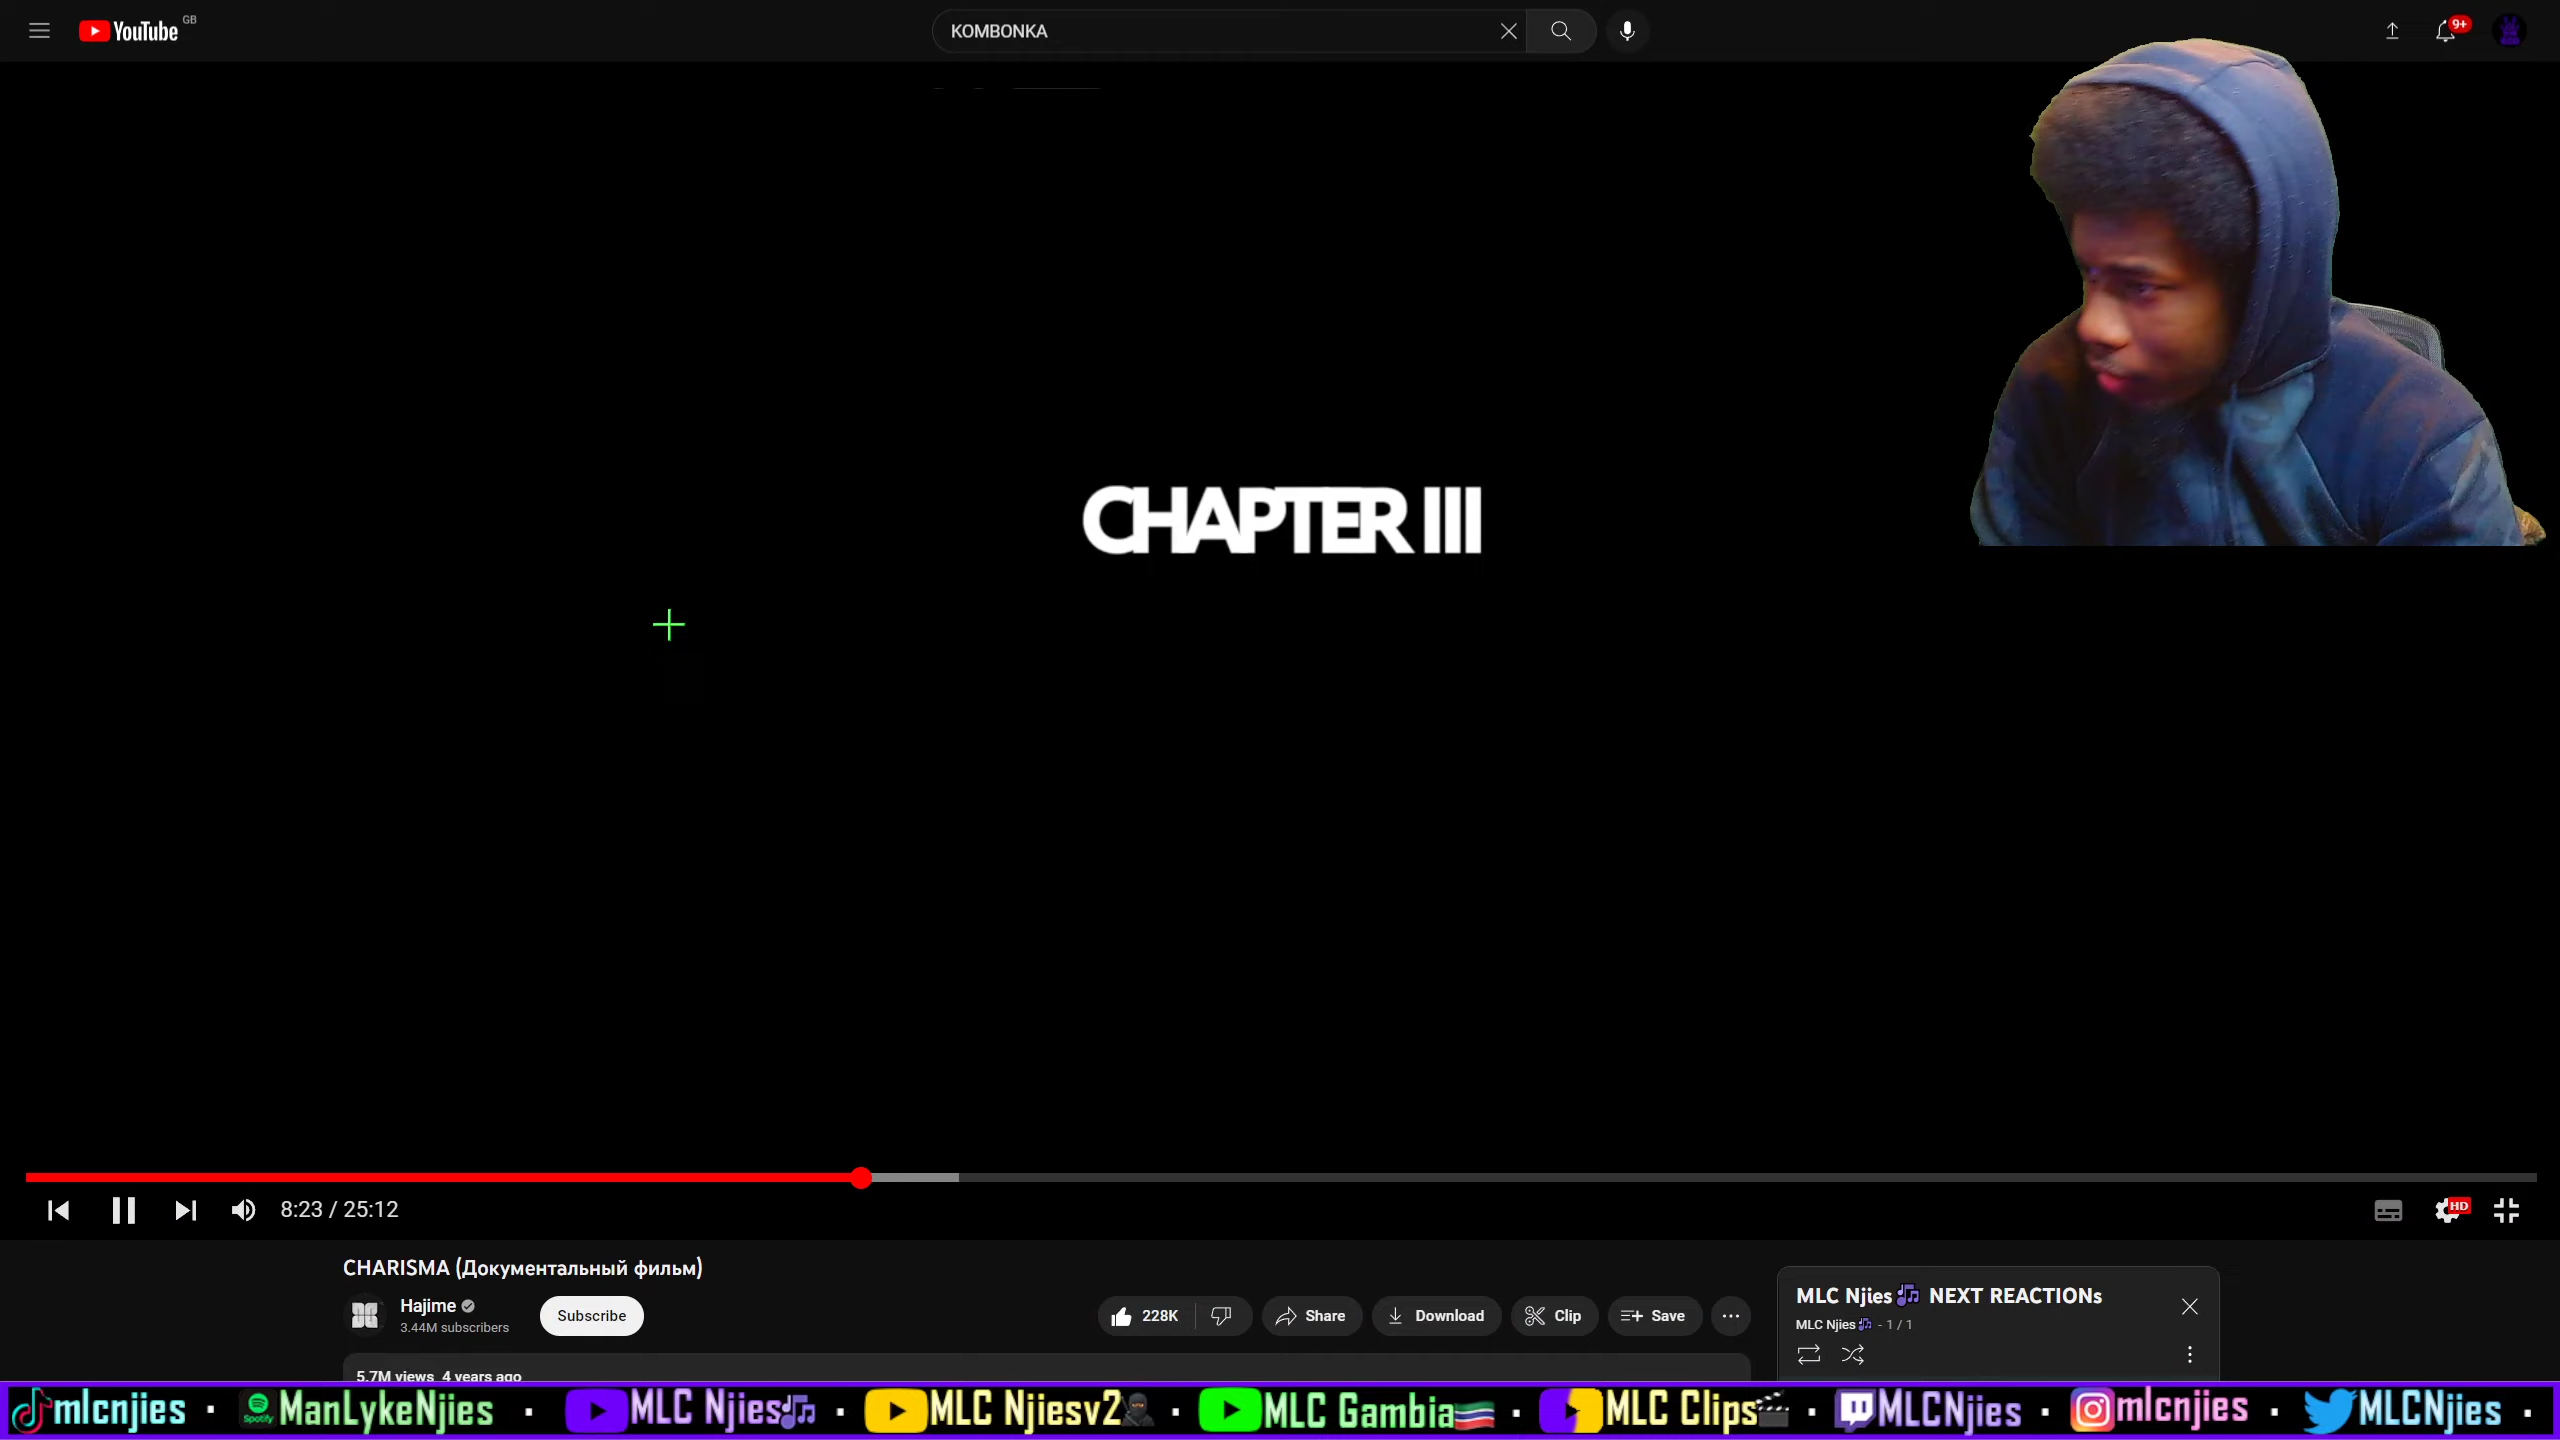 YouTube GB
KOMBONKA
9+
CHAPTER III
8:23 / 25:12
HD
CHARISMA (Документальный фильм)
Hajime
3.44M subscribers
Subscribe
228K
Share
Download
Clip
Save
5.7M views 4 years ago
MLC Njies NEXT REACTIONs
MLC Njies - 1 / 1
mlcnjies · Spotify ManLykeNjies · MLC Njies · MLC Njiesv2 · MLC Gambia · MLC Clips · MLCNjies · mlcnjies · MLCNjies ·